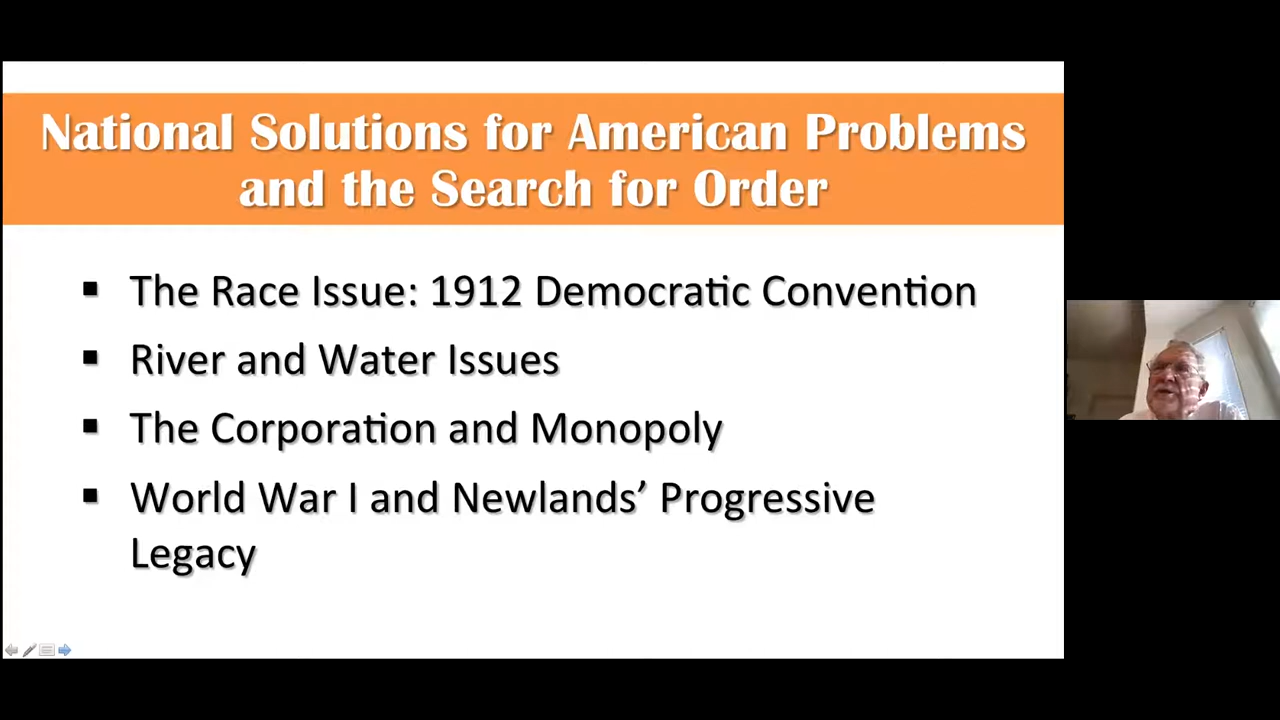 National Solutions for American Problems
and the Search for Order
▪ The Race Issue: 1912 Democratic Convention
▪ River and Water Issues
▪ The Corporation and Monopoly
▪ World War I and Newlands’ Progressive
Legacy